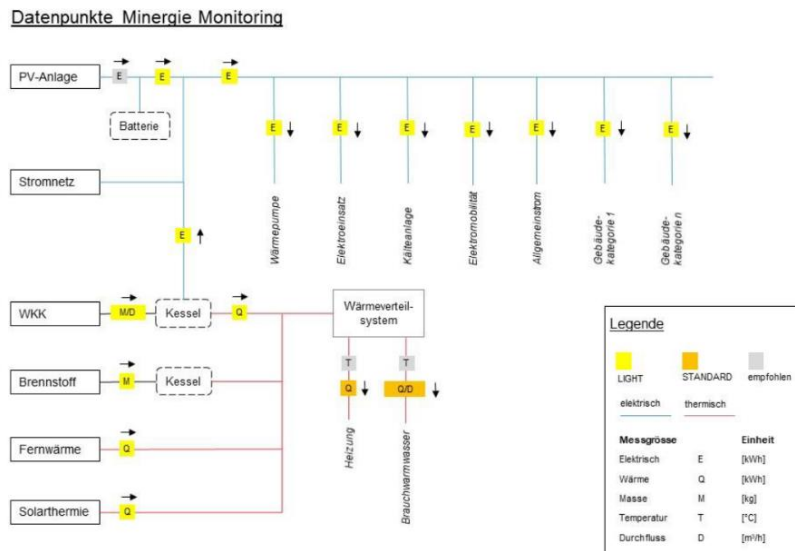 Datenpunkte Minergie Monitoring
PV-Anlage
E
E
E
Batterie
E
E
E
E
E
E
E
Stromnetz
E
Wärmepumpe
Elektroeinsatz
Kälteanlage
Elektromobilität
Allgemeinstrom
Gebäude-
kategorie 1
Gebäude-
kategorie n
WKK
M/D
Kessel
Q
Wärmeverteil-
system
T
T
Brennstoff
M
Kessel
Q
Q/D
Heizung
Brauchwarmwasser
Fernwärme
Q
Solarthermie
Q
Legende
LIGHT
STANDARD
empfohlen
elektrisch
thermisch
Messgrösse
Einheit
Elektrisch E [kWh]
Wärme Q [kWh]
Masse M [kg]
Temperatur T [°C]
Durchfluss D [m³/h]